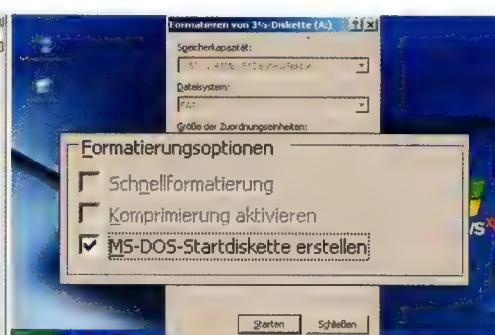 Formatieren von 3½-Diskette (A:)
Speicherkapazität:
Dateisystem:
FAT
Größe der Zuordnungseinheiten:
Formatierungsoptionen
Schnellformatierung
Komprimierung aktivieren
MS-DOS-Startdiskette erstellen
Starten Schließen